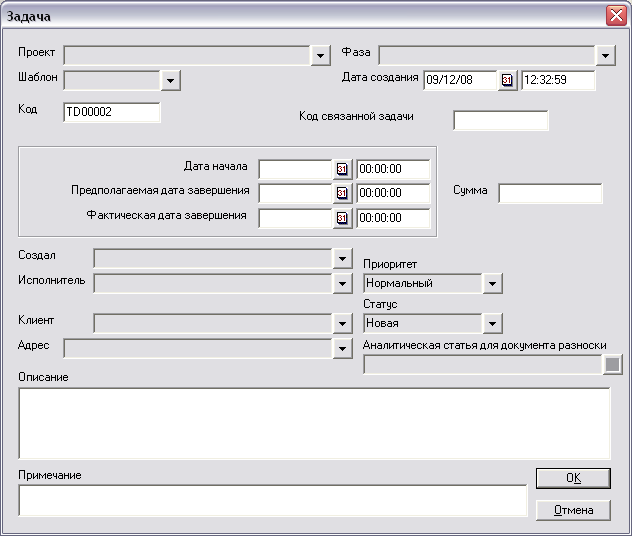 Задача
Проект Фаза
Шаблон Дата создания 09/12/08 31 12:32:59
Код TD00002 Код связанной задачи
Дата начала 31 00:00:00
Предполагаемая дата завершения 31 00:00:00 Сумма
Фактическая дата завершения 31 00:00:00
Создал
Приоритет
Исполнитель Нормальный
Статус
Клиент Новая
Адрес Аналитическая статья для документа разноски
Описание
Примечание
OK
Отмена